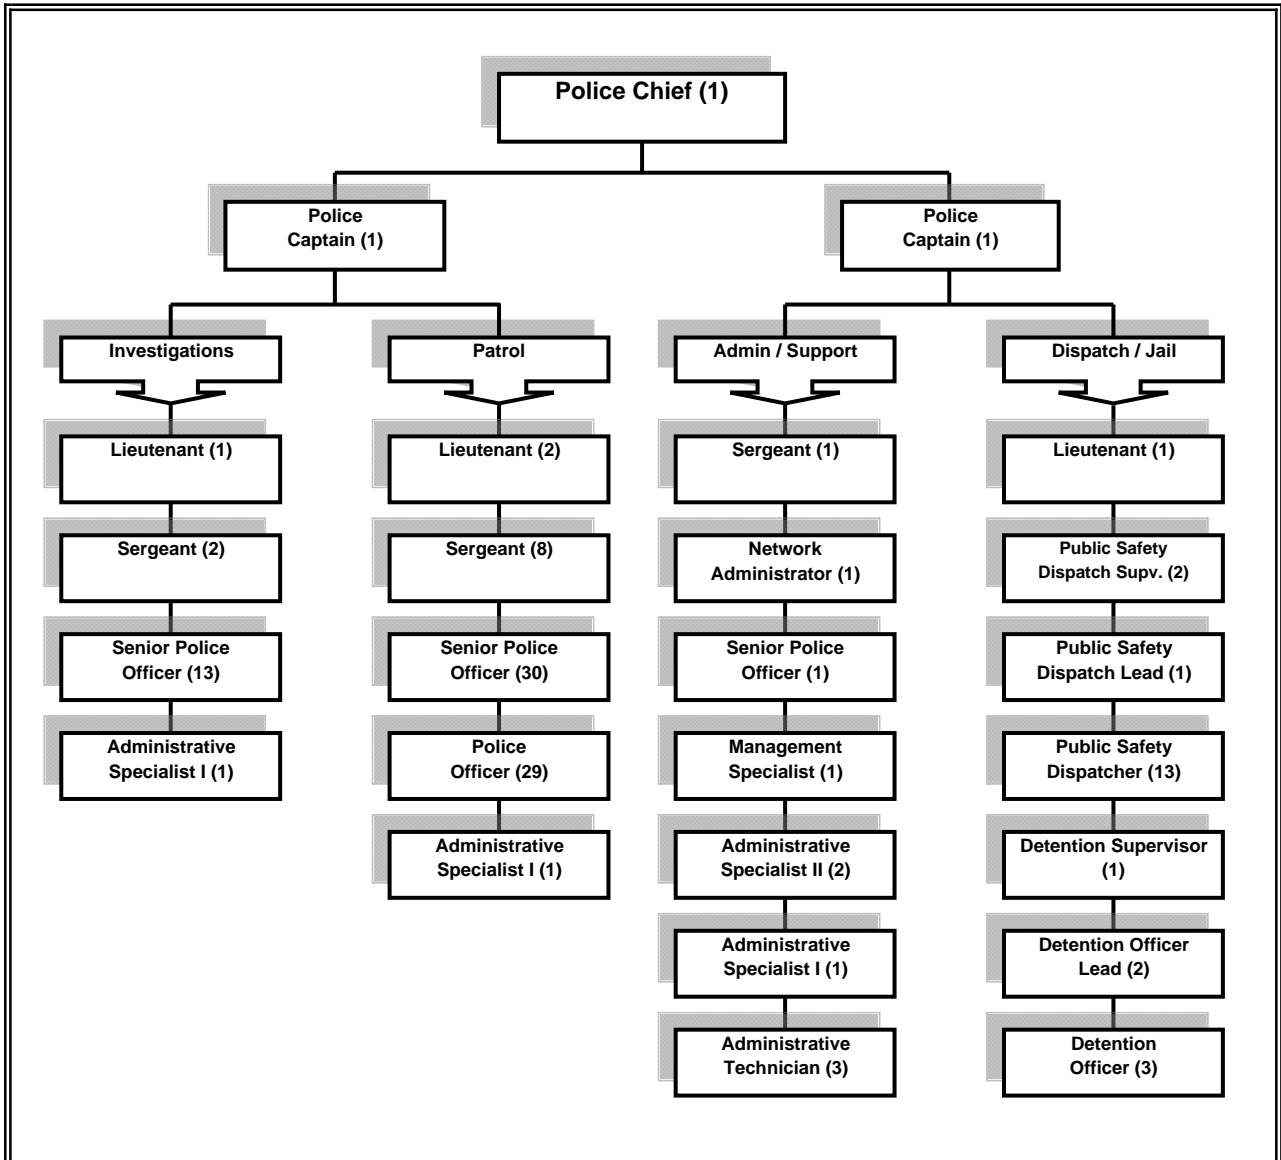 Police Chief (1)
Police
Captain (1)
Police
Captain (1)
Investigations
Lieutenant (1)
Sergeant (2)
Senior Police
Officer (13)
Administrative
Specialist I (1)
Patrol
Lieutenant (2)
Sergeant (8)
Senior Police
Officer (30)
Police
Officer (29)
Administrative
Specialist I (1)
Admin / Support
Sergeant (1)
Network
Administrator (1)
Senior Police
Officer (1)
Management
Specialist (1)
Administrative
Specialist II (2)
Administrative
Specialist I (1)
Administrative
Technician (3)
Dispatch / Jail
Lieutenant (1)
Public Safety
Dispatch Supv. (2)
Public Safety
Dispatch Lead (1)
Public Safety
Dispatcher (13)
Detention Supervisor
(1)
Detention Officer
Lead (2)
Detention
Officer (3)